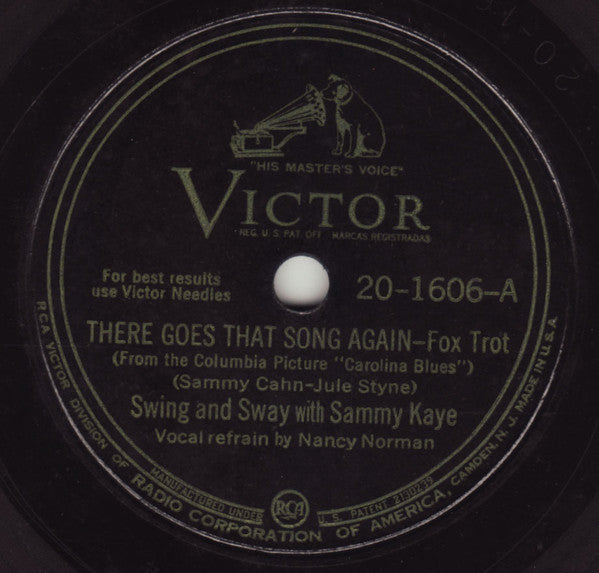 "HIS MASTER'S VOICE"
VICTOR
REG. U.S. PAT. OFF. MARCAS REGISTRADAS
For best results
use Victor Needles
20-1606-A
THERE GOES THAT SONG AGAIN-Fox Trot
(From the Columbia Picture "Carolina Blues")
(Sammy Cahn-Jule Styne)
Swing and Sway with Sammy Kaye
Vocal refrain by Nancy Norman
MANUFACTURED UNDER RCA U.S. PATENT 2130239
RCA VICTOR DIVISION OF RADIO CORPORATION OF AMERICA, CAMDEN, N. J. MADE IN U.S.A.